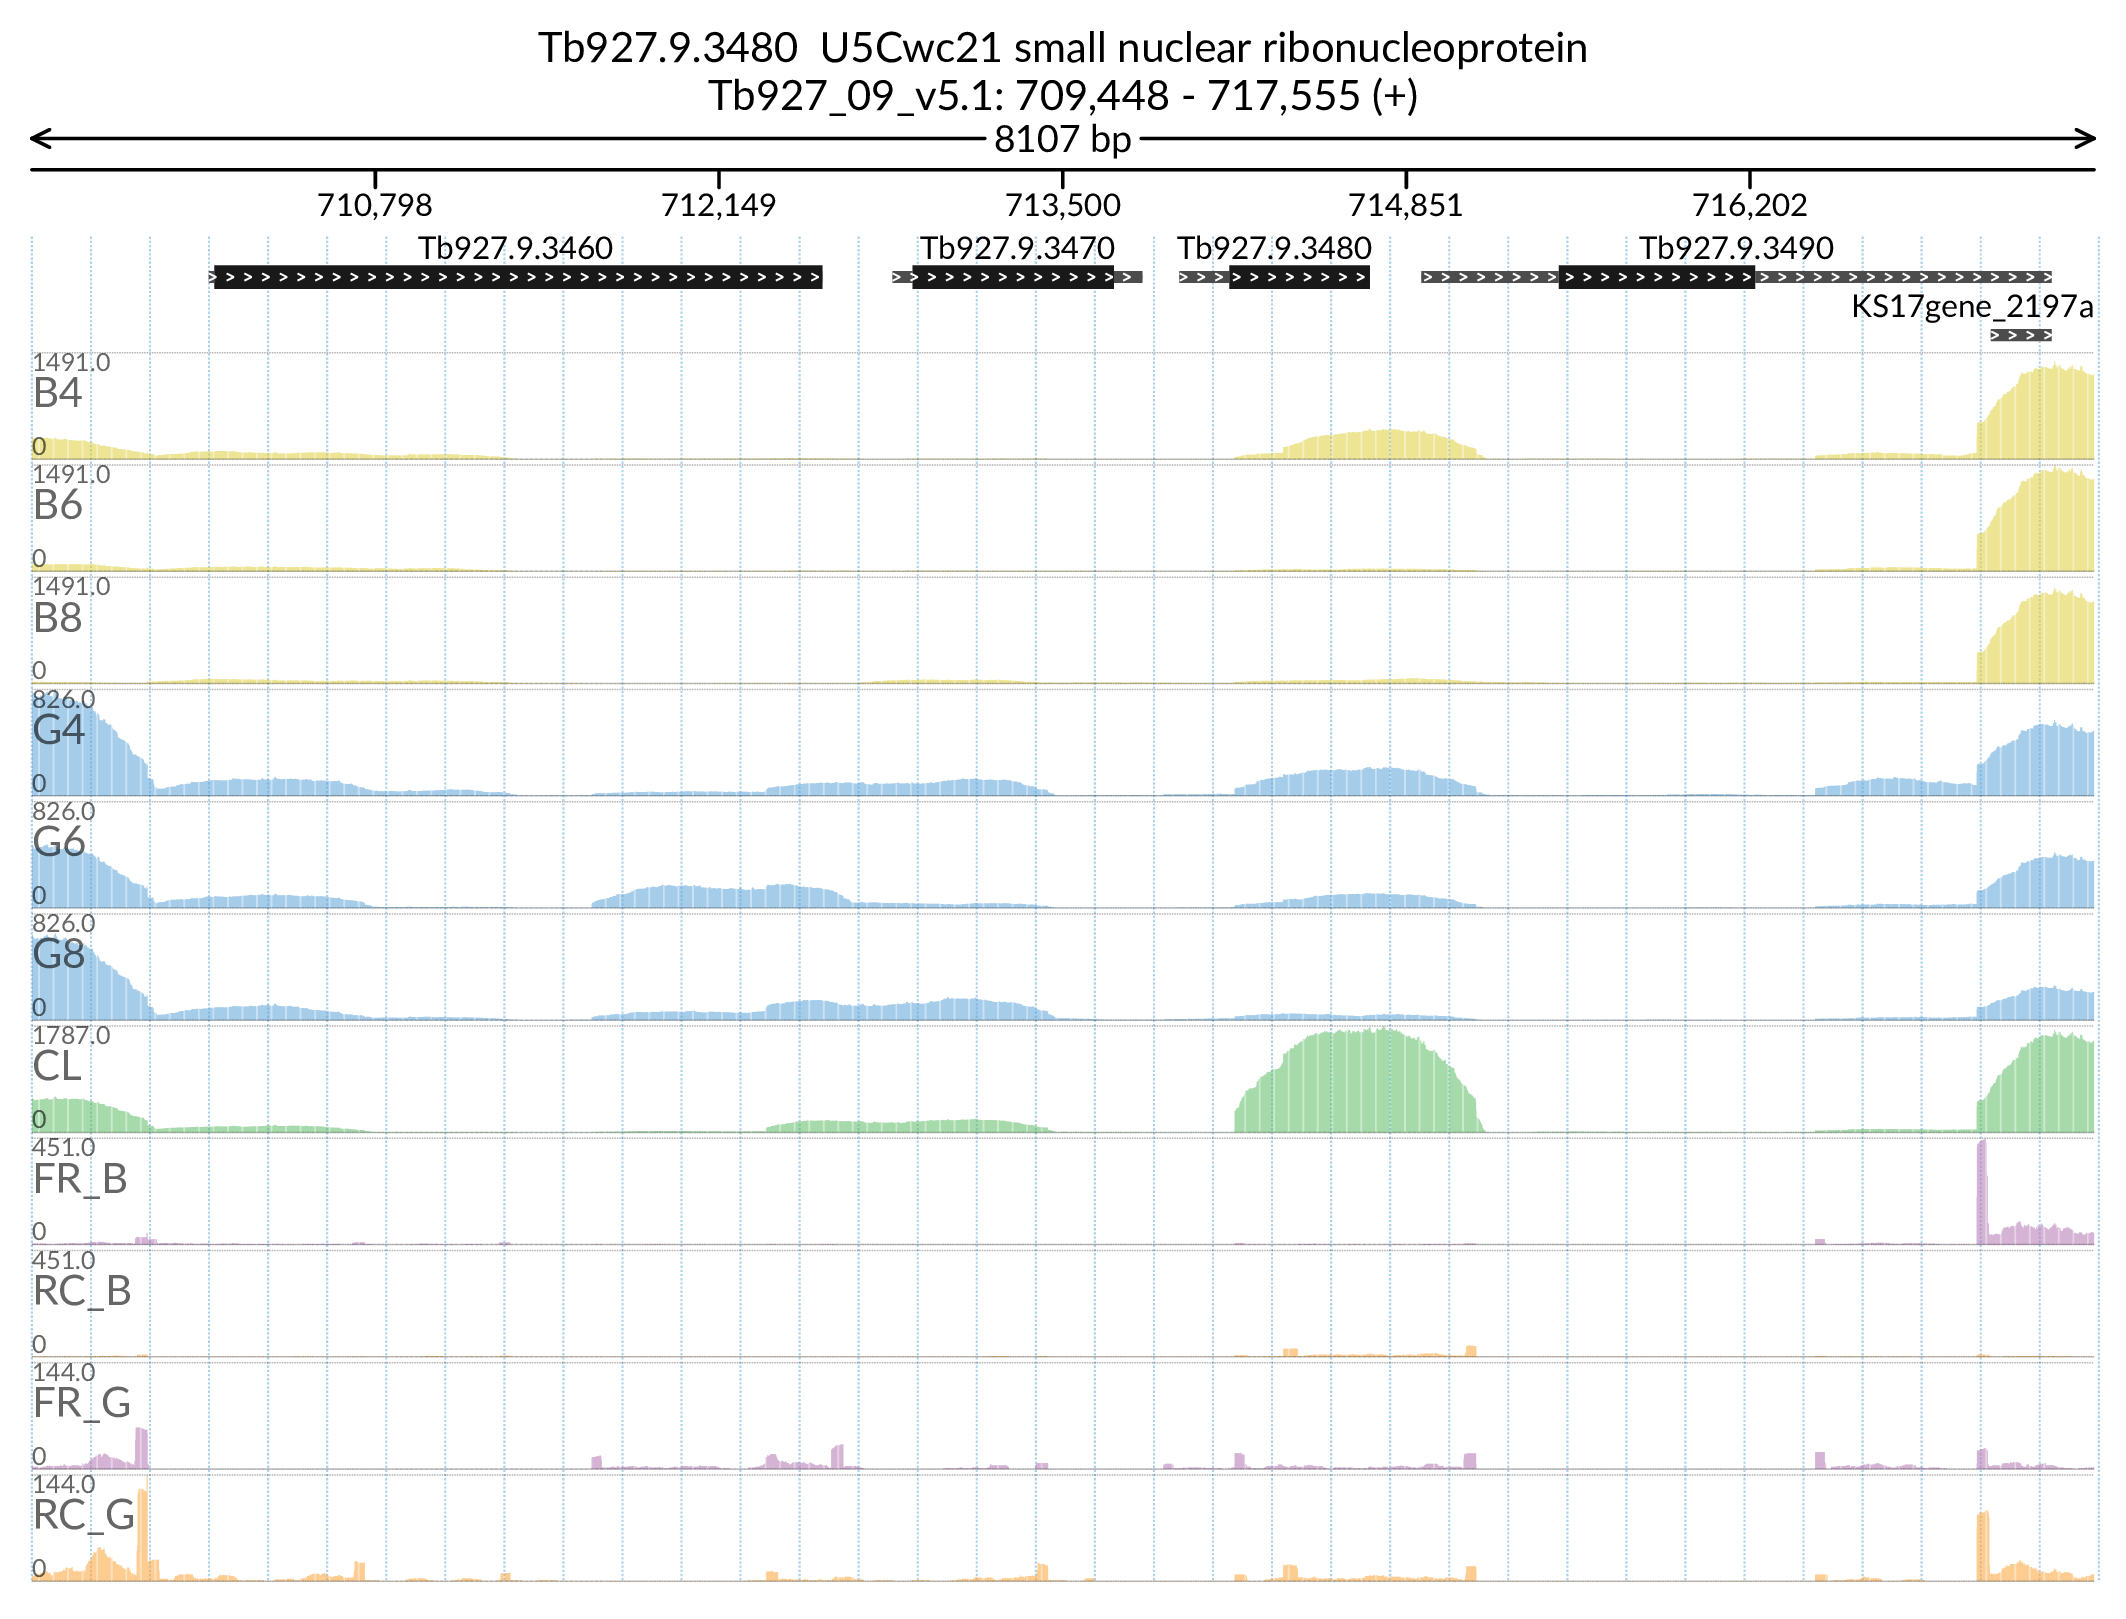 Tb927.9.3480  U5Cwc21 small nuclear ribonucleoprotein
Tb927_09_v5.1: 709,448 - 717,555 (+)
8107 bp
710,798 712,149 713,500 714,851 716,202
Tb927.9.3460 Tb927.9.3470 Tb927.9.3480 Tb927.9.3490
KS17gene_2197a
1491.0
B4
0
1491.0
B6
0
1491.0
B8
0
826.0
G4
0
826.0
G6
0
826.0
G8
0
1787.0
CL
0
451.0
FR_B
0
451.0
RC_B
0
144.0
FR_G
0
144.0
RC_G
0